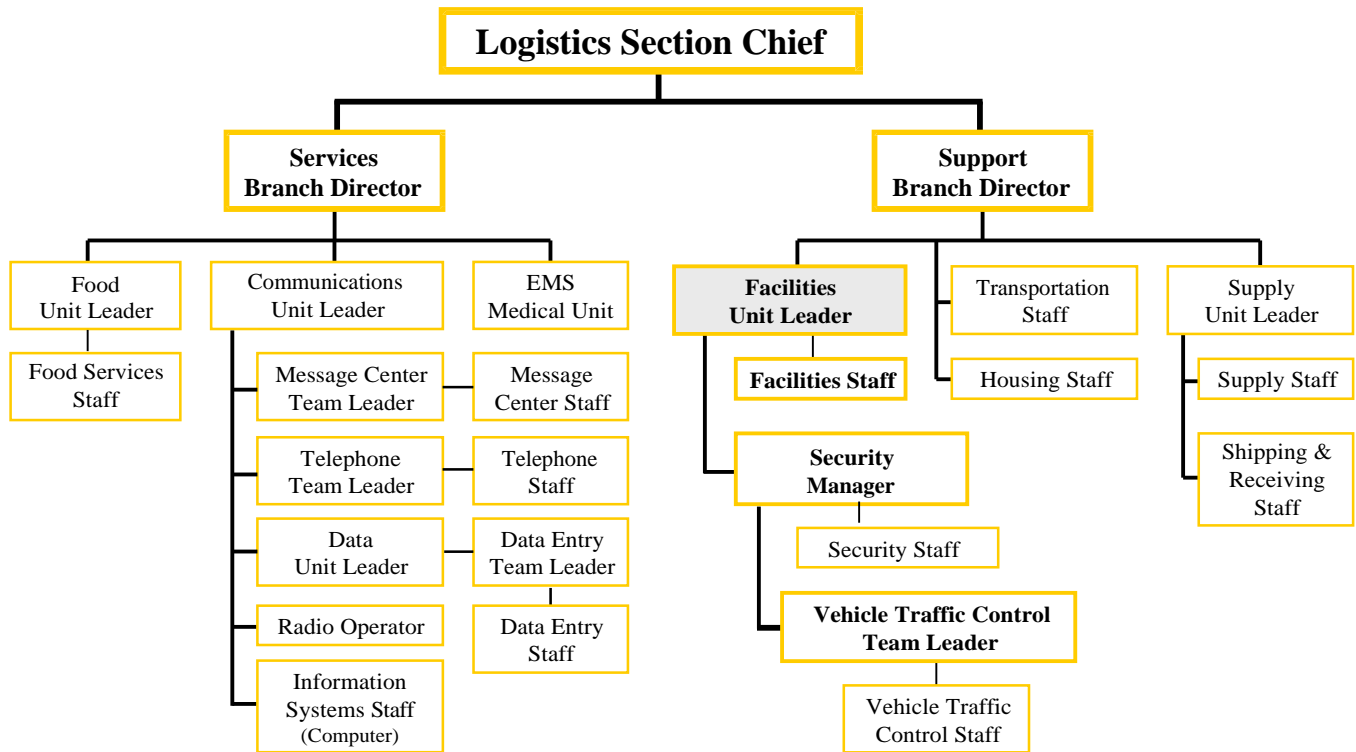 Logistics Section Chief
Services
Branch Director
Support
Branch Director
Food
Unit Leader
Communications
Unit Leader
EMS
Medical Unit
Food Services
Staff
Message Center
Team Leader
Message
Center Staff
Telephone
Team Leader
Telephone
Staff
Data
Unit Leader
Data Entry
Team Leader
Radio Operator
Data Entry
Staff
Information
Systems Staff
(Computer)
Facilities
Unit Leader
Transportation
Staff
Supply
Unit Leader
Facilities Staff
Housing Staff
Supply Staff
Security
Manager
Shipping &
Receiving
Staff
Security Staff
Vehicle Traffic Control
Team Leader
Vehicle Traffic
Control Staff